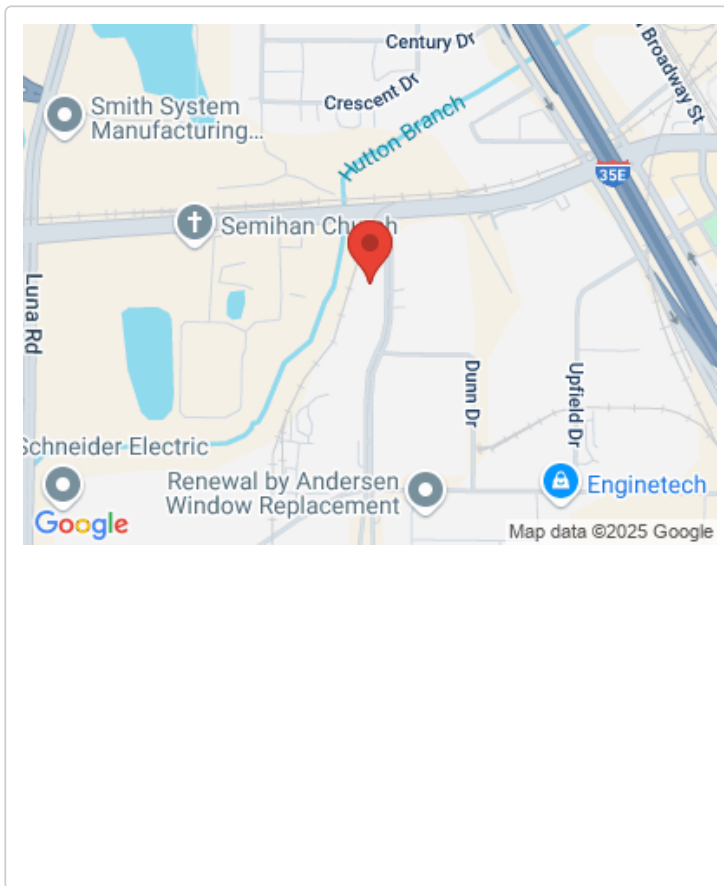 Century Dr
Broadway St
Crescent Dr
Smith System
Manufacturing...
Hutton Branch
35E
Semihan Church
Luna Rd
Dunn Dr
Upfield Dr
Schneider Electric
Renewal by Andersen
Window Replacement
Enginetech
Google
Map data ©2025 Google